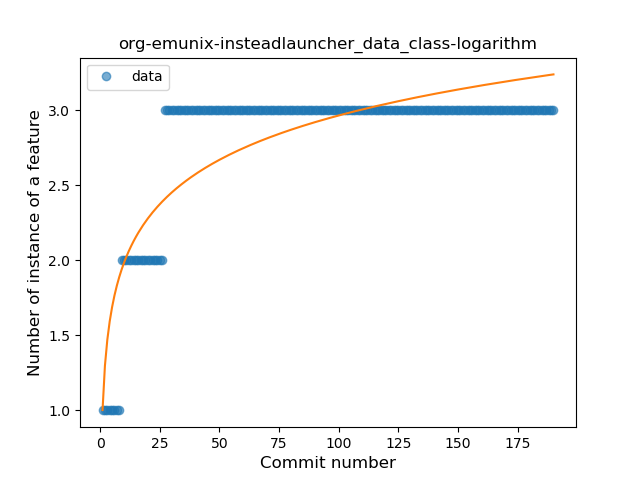 org-emunix-insteadlauncher_data_class-logarithm
data
Number of instance of a feature
3.0
2.5
2.0
1.5
1.0
0 25 50 75 100 125 150 175
Commit number